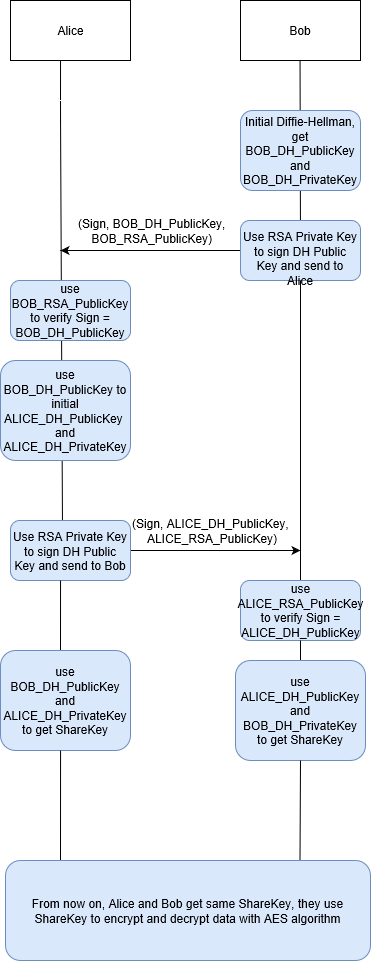 Alice
Bob
Initial Diffie-Hellman,
get
BOB_DH_PublicKey
and
BOB_DH_PrivateKey
(Sign, BOB_DH_PublicKey,
BOB_RSA_PublicKey)
Use RSA Private Key
to sign DH Public
Key and send to
Alice
use
BOB_RSA_PublicKey
to verify Sign =
BOB_DH_PublicKey
use
BOB_DH_PublicKey to
initial
ALICE_DH_PublicKey
and
ALICE_DH_PrivateKey
Use RSA Private Key
to sign DH Public
Key and send to Bob
(Sign, ALICE_DH_PublicKey,
ALICE_RSA_PublicKey)
use
ALICE_RSA_PublicKey
to verify Sign =
ALICE_DH_PublicKey
use
BOB_DH_PublicKey
and
ALICE_DH_PrivateKey
to get ShareKey
use
ALICE_DH_PublicKey
and
BOB_DH_PrivateKey
to get ShareKey
From now on, Alice and Bob get same ShareKey, they use
ShareKey to encrypt and decrypt data with AES algorithm